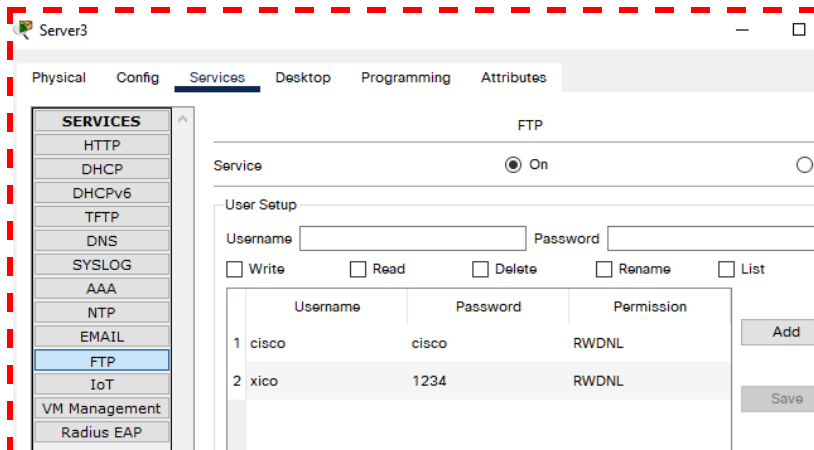 Server3
Physical Config Services Desktop Programming Attributes
SERVICES
HTTP
DHCP
DHCPv6
TFTP
DNS
SYSLOG
AAA
NTP
EMAIL
FTP
IoT
VM Management
Radius EAP
FTP
Service On
User Setup
Username Password
Write Read Delete Rename List
Username Password Permission
1 cisco cisco RWDNL
2 xico 1234 RWDNL
Add
Save